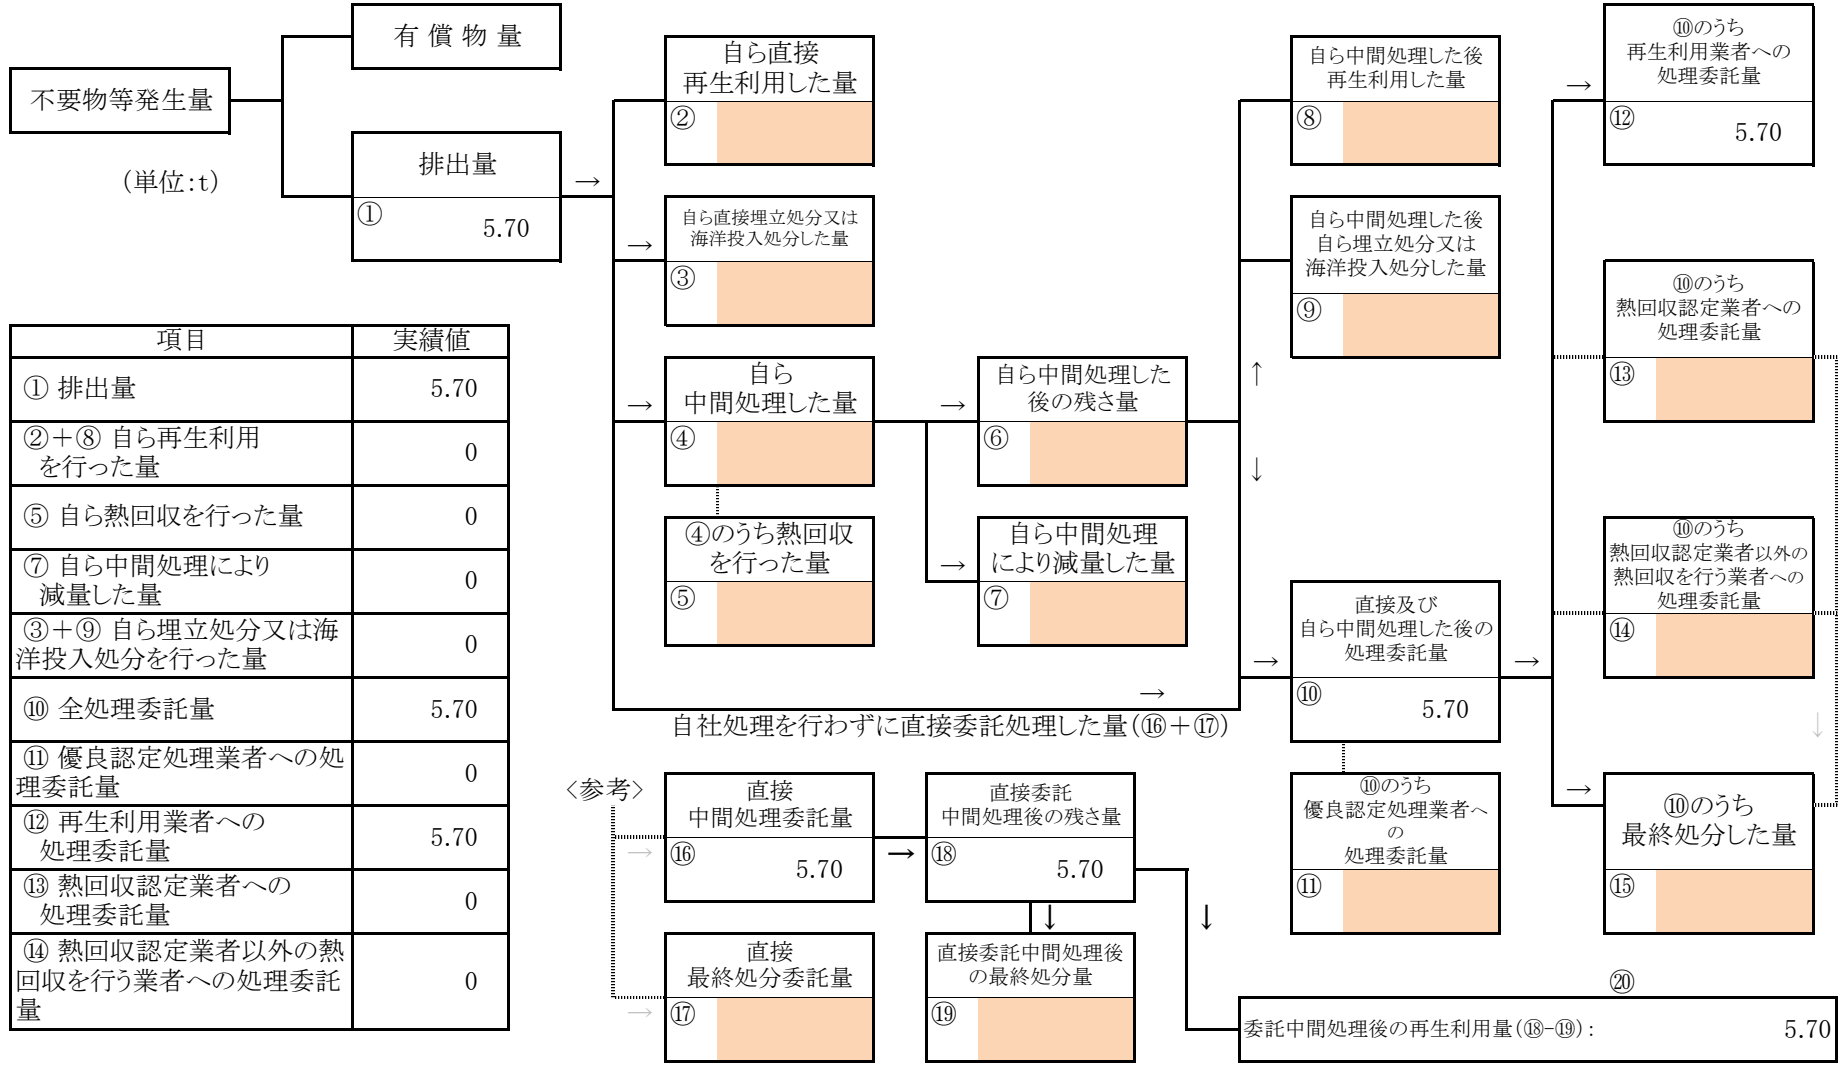 有 償 物 量
不要物等発生量
(単位:t)
排出量
①
5.70
→
自ら直接
再生利用した量
②
→
自ら直接埋立処分又は
海洋投入処分した量
③
→
自ら
中間処理した量
④
④のうち熱回収
を行った量
⑤
→
自ら中間処理した
後の残さ量
⑥
→
自ら中間処理
により減量した量
⑦
↑
↓
自ら中間処理した後
再生利用した量
⑧
自ら中間処理した後
自ら埋立処分又は
海洋投入処分した量
⑨
→
自社処理を行わずに直接委託処理した量(⑯+⑰)
→
直接及び
自ら中間処理した後の
処理委託量
⑩
5.70
⑩のうち
優良認定処理業者へ
の
処理委託量
⑪
→
→
⑩のうち
再生利用業者への
処理委託量
⑫
5.70
⑩のうち
熱回収認定業者への
処理委託量
⑬
⑩のうち
熱回収認定業者以外の
熱回収を行う業者への
処理委託量
⑭
↓
→
⑩のうち
最終処分した量
⑮
項目
実績値
① 排出量
5.70
②+⑧ 自ら再生利用
を行った量
0
⑤ 自ら熱回収を行った量
0
⑦ 自ら中間処理により
減量した量
0
③+⑨ 自ら埋立処分又は海
洋投入処分を行った量
0
⑩ 全処理委託量
5.70
⑪ 優良認定処理業者への処
理委託量
0
⑫ 再生利用業者への
処理委託量
5.70
⑬ 熱回収認定業者への
処理委託量
0
⑭ 熱回収認定業者以外の熱
回収を行う業者への処理委託
量
0
<参考>
→
直接
中間処理委託量
⑯
5.70
→
直接委託
中間処理後の残さ量
⑱
5.70
→
直接
最終処分委託量
⑰
↓
直接委託中間処理後
の最終処分量
⑲
↓
⑳
委託中間処理後の再生利用量(⑱-⑲):
5.70